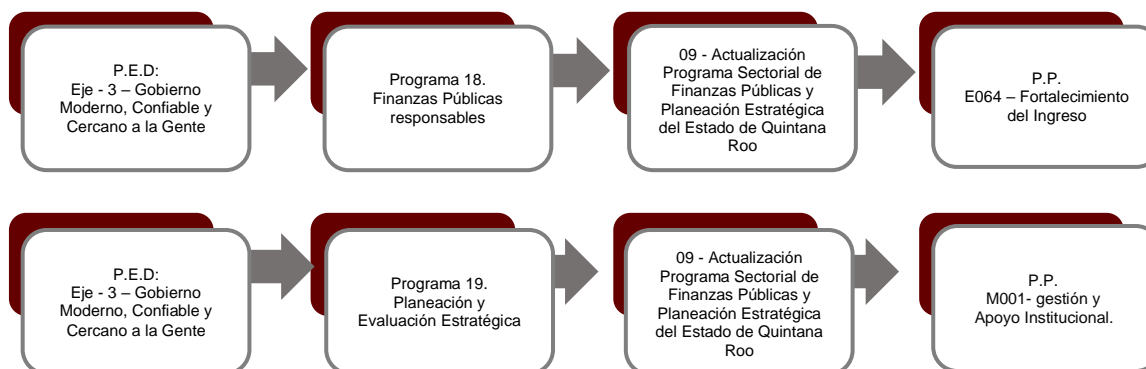 P.E.D:
Eje - 3 – Gobierno
Moderno, Confiable y
Cercano a la Gente
Programa 18.
Finanzas Públicas
responsables
09 - Actualización
Programa Sectorial de
Finanzas Públicas y
Planeación Estratégica
del Estado de Quintana
Roo
P.P.
E064 – Fortalecimiento
del Ingreso
P.E.D:
Eje - 3 – Gobierno
Moderno, Confiable y
Cercano a la Gente
Programa 19.
Planeación y
Evaluación Estratégica
09 - Actualización
Programa Sectorial de
Finanzas Públicas y
Planeación Estratégica
del Estado de Quintana
Roo
P.P.
M001- gestión y
Apoyo Institucional.